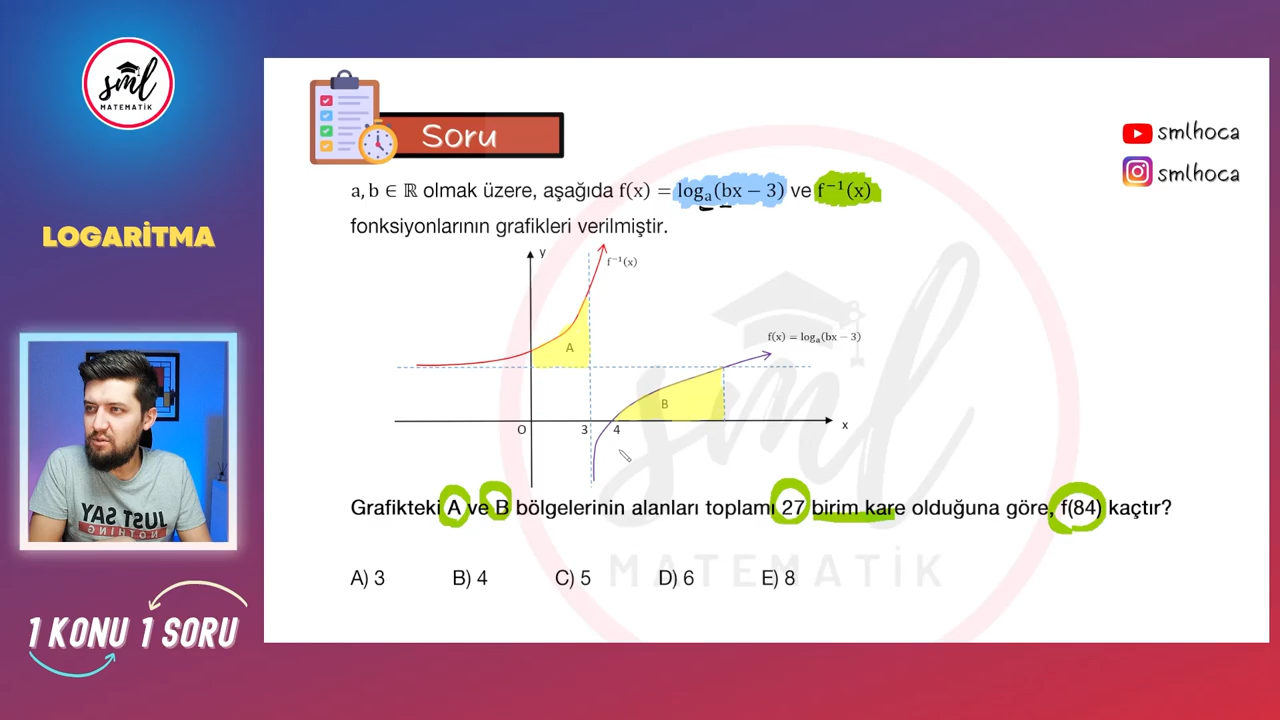 sml
MATEMATİK
Soru
smlhoca
smlhoca
LOGARİTMA
a, b ∈ ℝ olmak üzere, aşağıda f(x) = logₐ(bx − 3) ve f⁻¹(x)
fonksiyonlarının grafikleri verilmiştir.
y
f⁻¹(x)
f(x) = logₐ(bx − 3)
A
B
O 3 4 x
Grafikteki A ve B bölgelerinin alanları toplamı 27 birim kare olduğuna göre, f(84) kaçtır?
A) 3 B) 4 C) 5 D) 6 E) 8
sml
MATEMATİK
JUST SAY
NOTHING
1 KONU 1 SORU